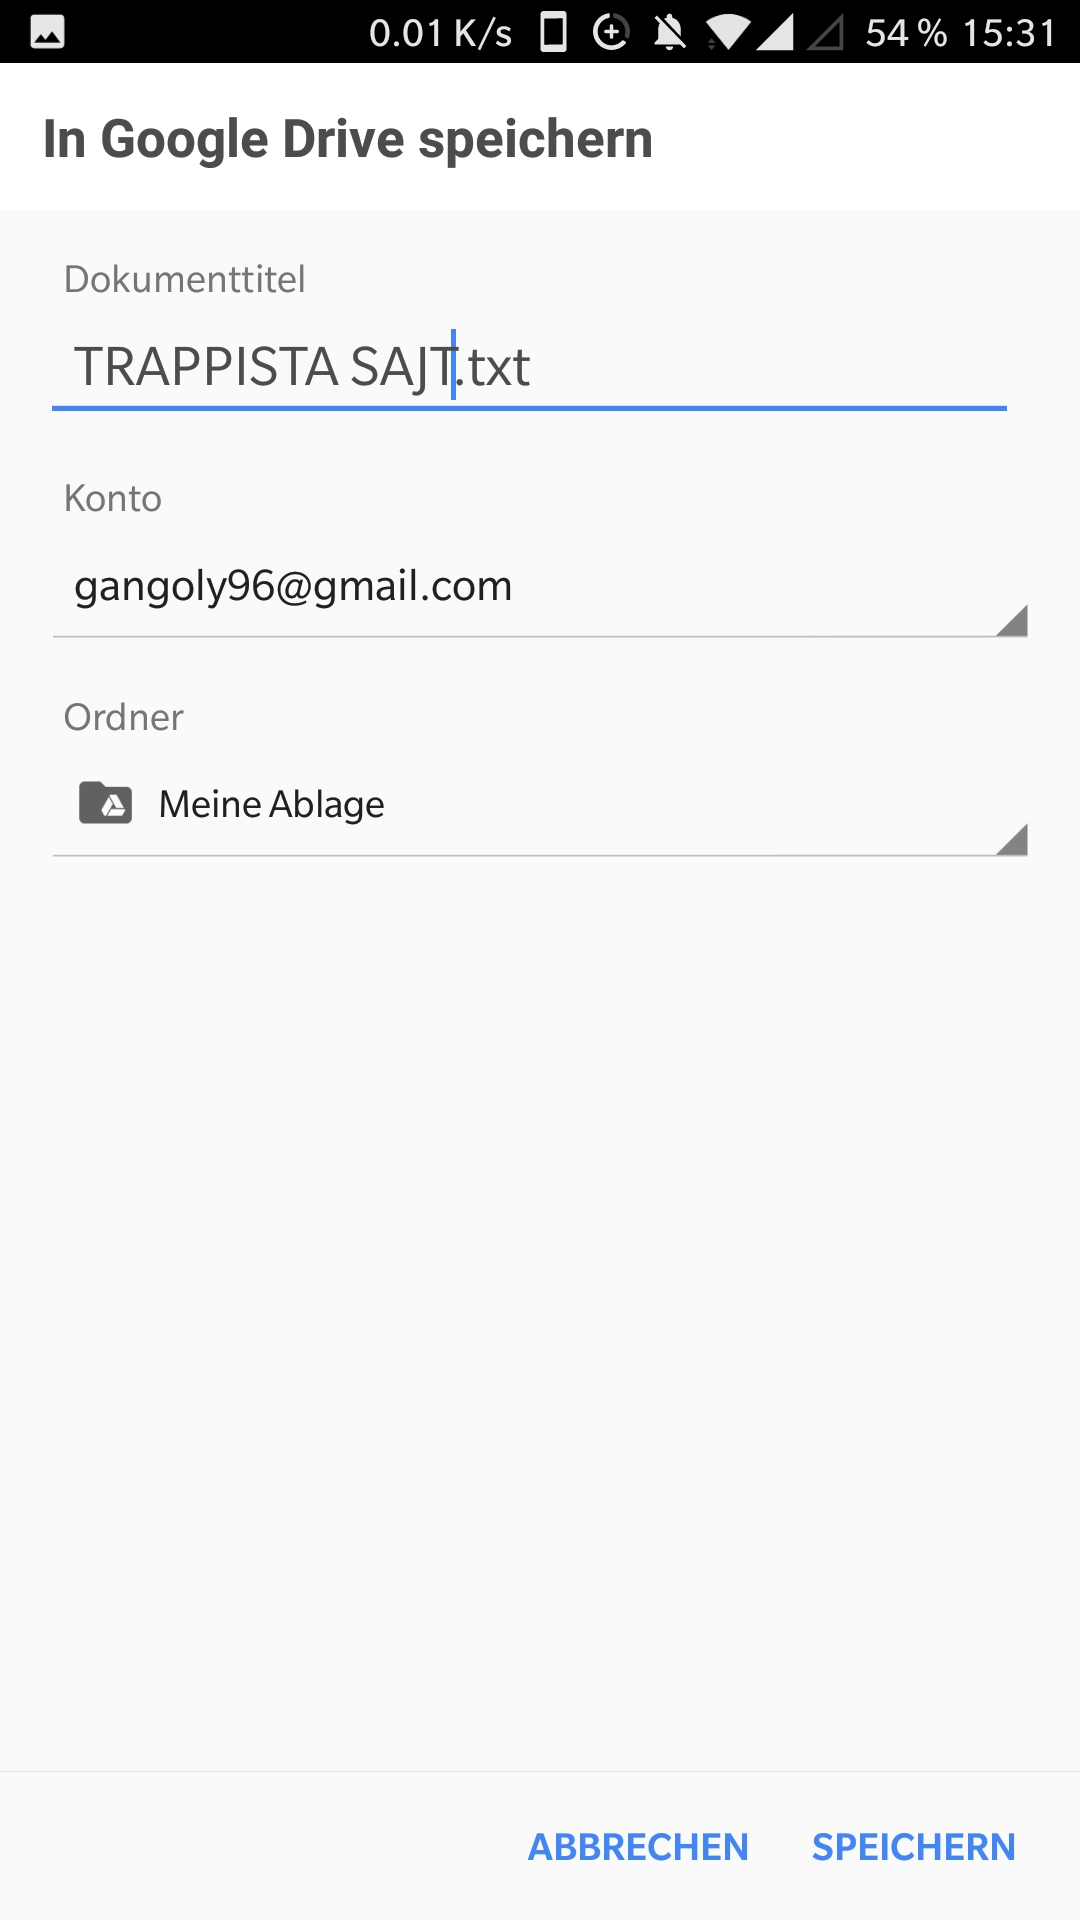 0.01 K/s 54 % 15:31
In Google Drive speichern
Dokumenttitel
TRAPPISTA SAJT.txt
Konto
gangoly96@gmail.com
Ordner
Meine Ablage
ABBRECHEN SPEICHERN